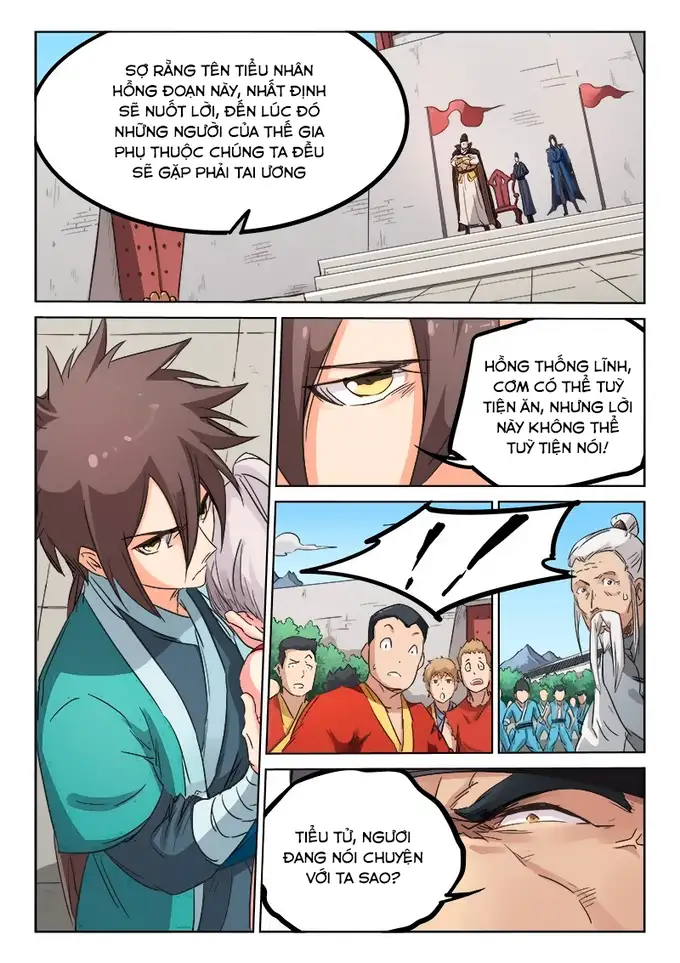 SỢ RẰNG TÊN TIỂU NHÂN
HỒNG ĐOẠN NÀY, NHẤT ĐỊNH
SẼ NUỐT LỜI, ĐẾN LÚC ĐÓ
NHỮNG NGƯỜI CỦA THẾ GIA
PHỤ THUỘC CHÚNG TA ĐỀU
SẼ GẶP PHẢI TAI ƯƠNG
HỒNG THỐNG LĨNH,
CƠM CÓ THỂ TUỲ
TIỆN ĂN, NHƯNG LỜI
NÀY KHÔNG THỂ
TUỲ TIỆN NÓI!
!!
TIỂU TỬ, NGƯƠI
ĐANG NÓI CHUYỆN
VỚI TA SAO?